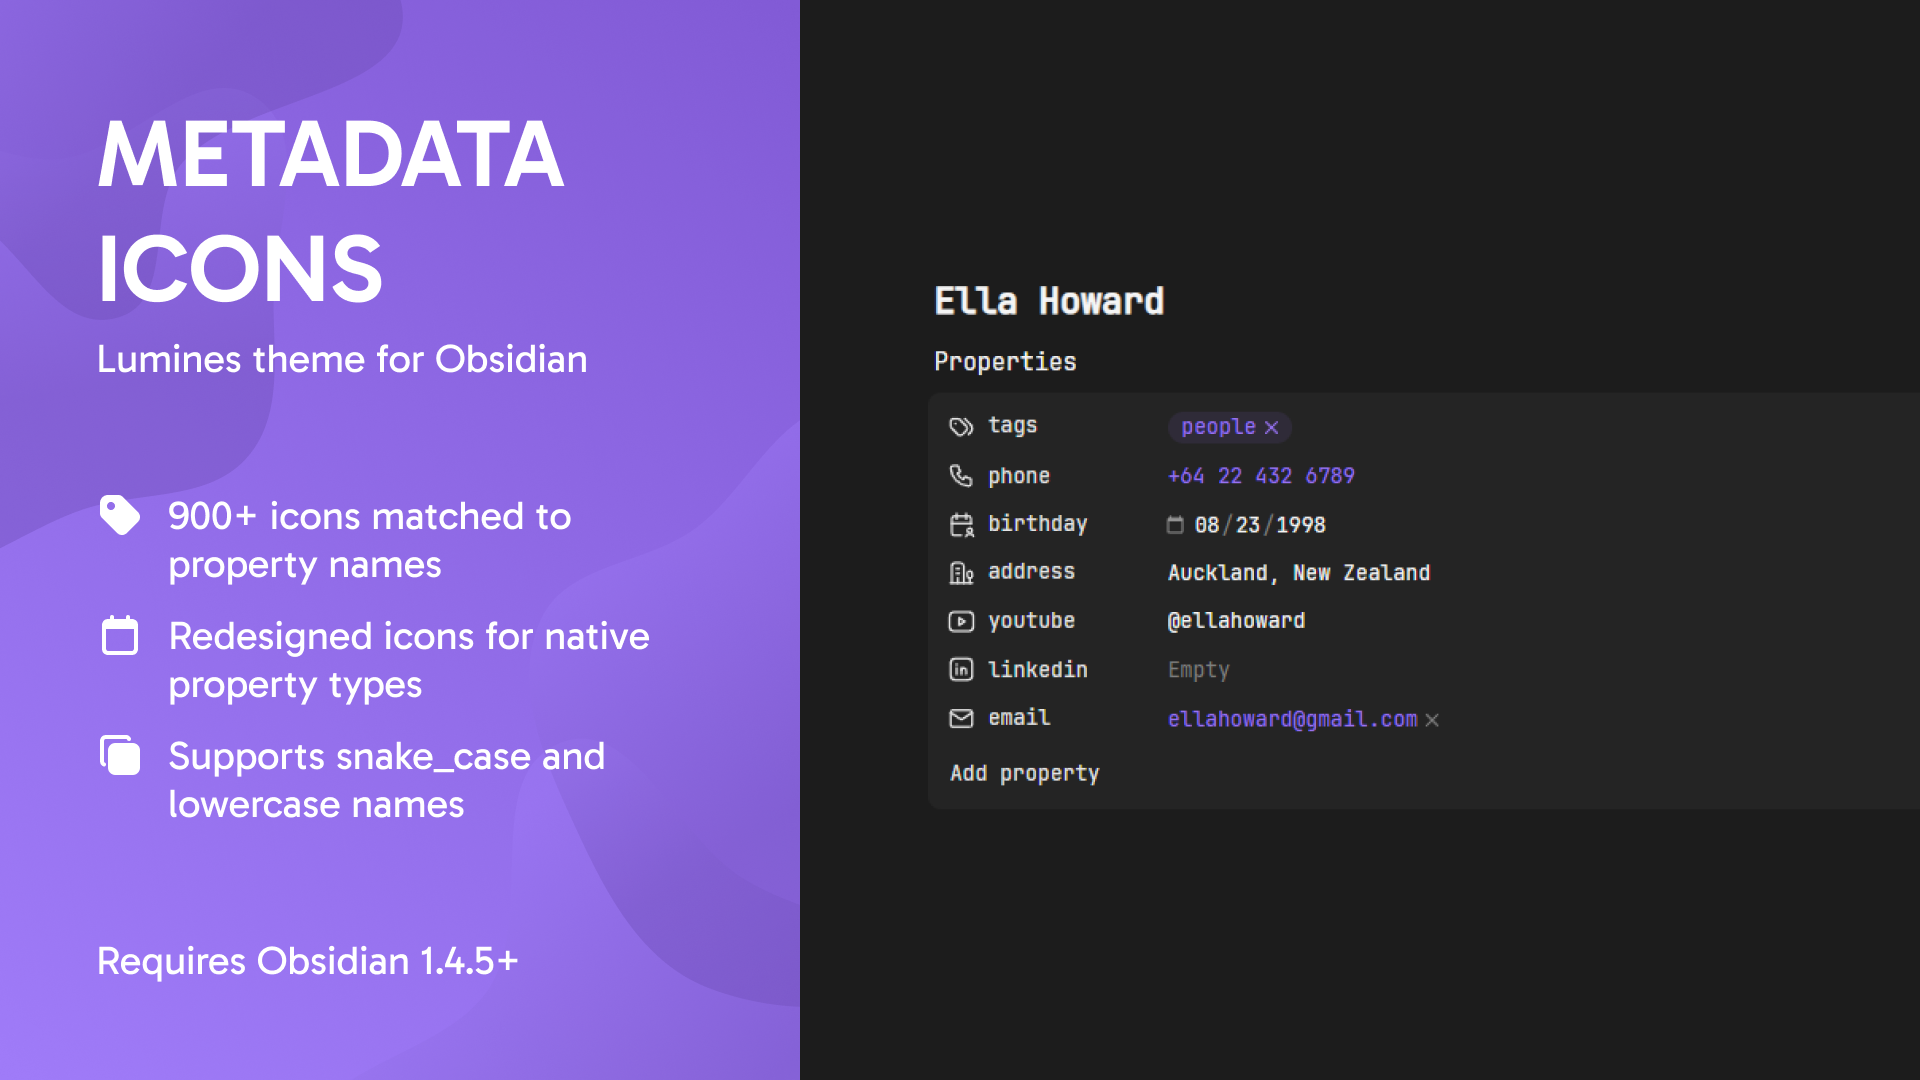 METADATA
ICONS
Lumines theme for Obsidian
900+ icons matched to
property names
Redesigned icons for native
property types
Supports snake_case and
lowercase names
Requires Obsidian 1.4.5+
Ella Howard
Properties
tags people
phone +64 22 432 6789
birthday 08/23/1998
address Auckland, New Zealand
youtube @ellahoward
linkedin Empty
email ellahoward@gmail.com
Add property